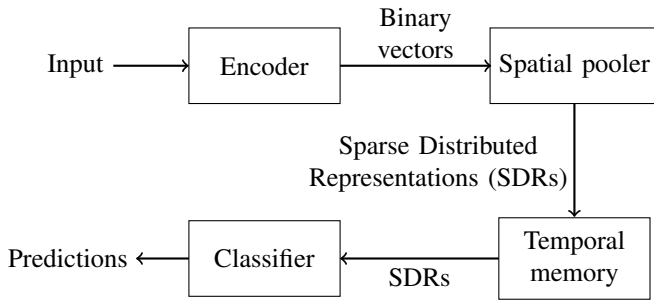 Input
Encoder
Binary
vectors
Spatial pooler
Sparse Distributed
Representations (SDRs)
Temporal
memory
SDRs
Classifier
Predictions